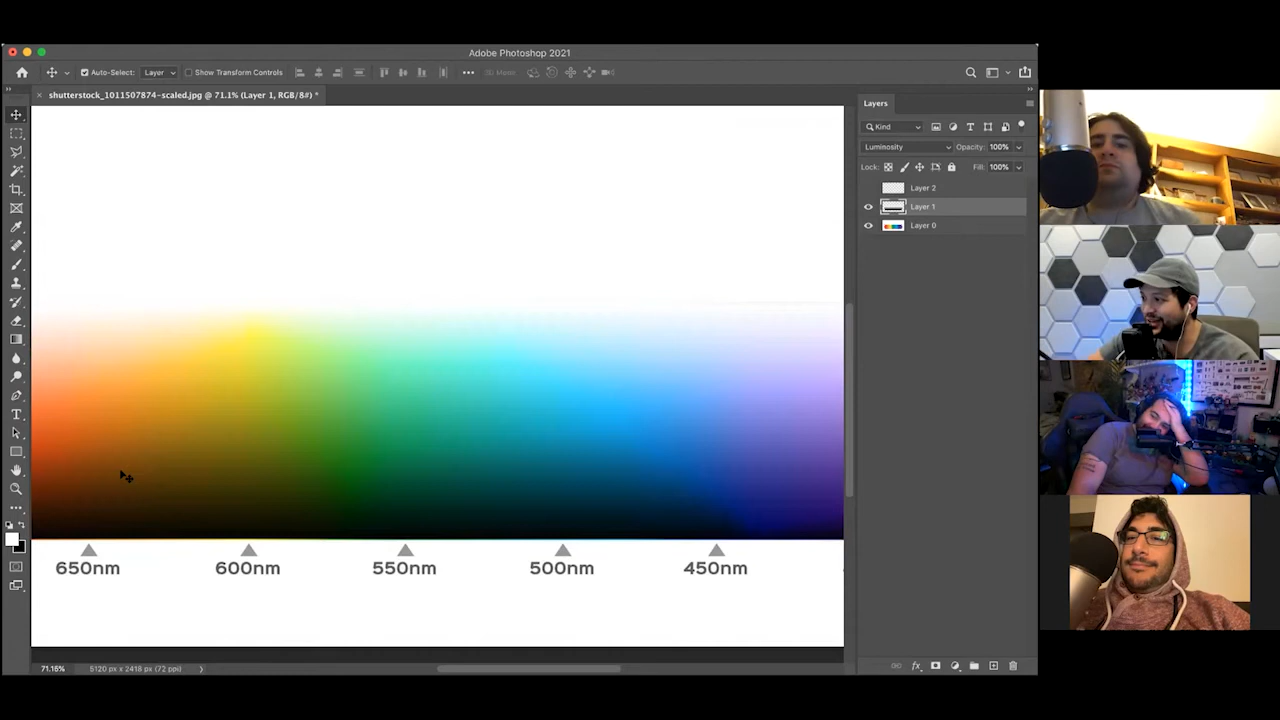 Adobe Photoshop 2021
Auto-Select: Layer Show Transform Controls
shutterstock_1011507874-scaled.jpg @ 71.1% (Layer 1, RGB/8#) *
Layers
Kind
Luminosity Opacity: 100%
Lock: Fill: 100%
Layer 2
Layer 1
Layer 0
650nm 600nm 550nm 500nm 450nm
71.16% 5120 px x 2418 px (72 ppi)